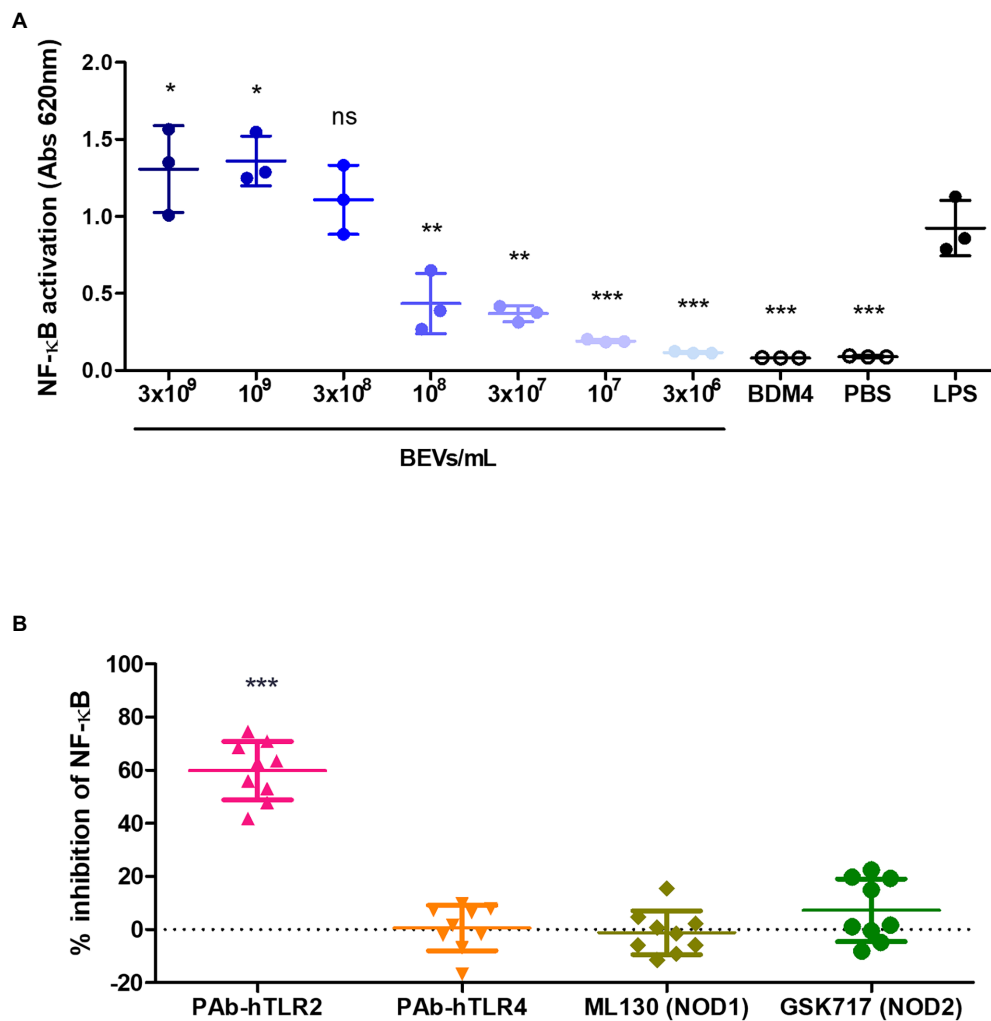 A
NF-κB activation (Abs 620nm)
2.0
1.5
1.0
0.5
0.0
* * ns ** ** *** *** *** ***
3x10⁹ 10⁹ 3x10⁸ 10⁸ 3x10⁷ 10⁷ 3x10⁶ BDM4 PBS LPS
BEVs/mL
B
% inhibition of NF-κB
100
80
60
40
20
0
-20
***
PAb-hTLR2 PAb-hTLR4 ML130 (NOD1) GSK717 (NOD2)